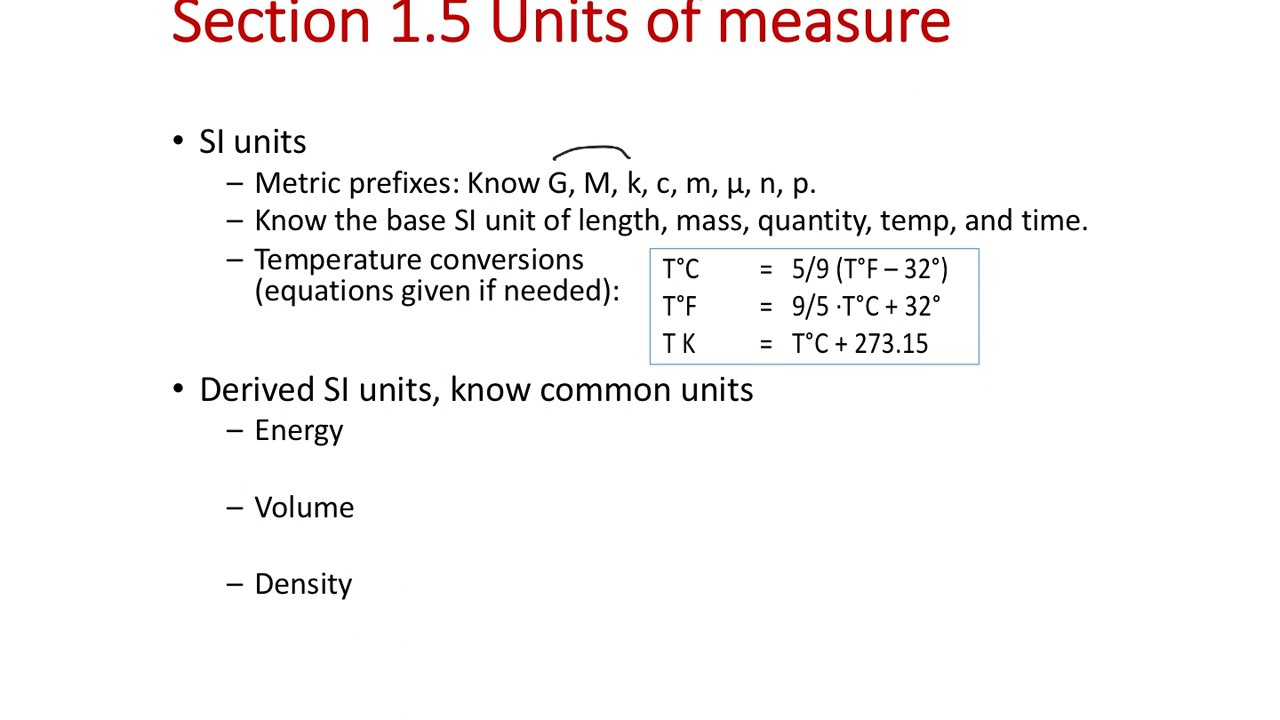 Section 1.5 Units of measure
• SI units
– Metric prefixes: Know G, M, k, c, m, μ, n, p.
– Know the base SI unit of length, mass, quantity, temp, and time.
– Temperature conversions
(equations given if needed):
T°C = 5/9 (T°F – 32°)
T°F = 9/5 ·T°C + 32°
T K = T°C + 273.15
• Derived SI units, know common units
– Energy
– Volume
– Density